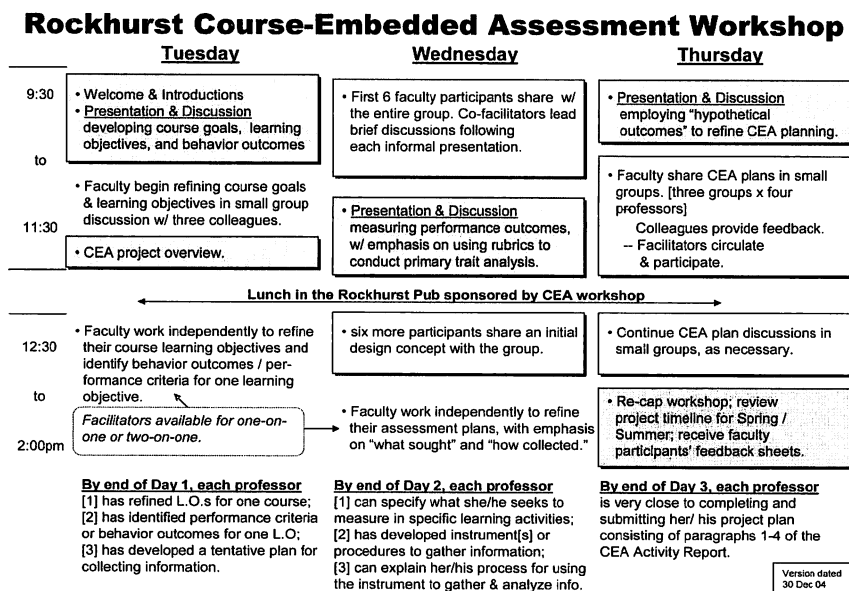 Rockhurst Course-Embedded Assessment Workshop
Tuesday
Wednesday
Thursday
9:30
to
11:30
• Welcome & Introductions
• Presentation & Discussion
developing course goals, learning
objectives, and behavior outcomes
• Faculty begin refining course goals
& learning objectives in small group
discussion w/ three colleagues.
• CEA project overview.
• First 6 faculty participants share w/
the entire group. Co-facilitators lead
brief discussions following
each informal presentation.
• Presentation & Discussion
measuring performance outcomes,
w/ emphasis on using rubrics to
conduct primary trait analysis.
• Presentation & Discussion
employing "hypothetical
outcomes" to refine CEA planning.
• Faculty share CEA plans in small
groups. [three groups x four
professors]
Colleagues provide feedback.
-- Facilitators circulate
& participate.
Lunch in the Rockhurst Pub sponsored by CEA workshop
12:30
to
2:00pm
• Faculty work independently to refine
their course learning objectives and
identify behavior outcomes / per-
formance criteria for one learning
objective.
Facilitators available for one-on-
one or two-on-one.
• six more participants share an initial
design concept with the group.
• Faculty work independently to refine
their assessment plans, with emphasis
on "what sought" and "how collected."
• Continue CEA plan discussions in
small groups, as necessary.
• Re-cap workshop; review
project timeline for Spring /
Summer; receive faculty
participants' feedback sheets.
By end of Day 1, each professor
[1] has refined L.O.s for one course;
[2] has identified performance criteria
or behavior outcomes for one L.O;
[3] has developed a tentative plan for
collecting information.
By end of Day 2, each professor
[1] can specify what she/he seeks to
measure in specific learning activities;
[2] has developed instrument[s] or
procedures to gather information;
[3] can explain her/his process for using
the instrument to gather & analyze info.
By end of Day 3, each professor
is very close to completing and
submitting her/ his project plan
consisting of paragraphs 1-4 of the
CEA Activity Report.
Version dated
30 Dec 04